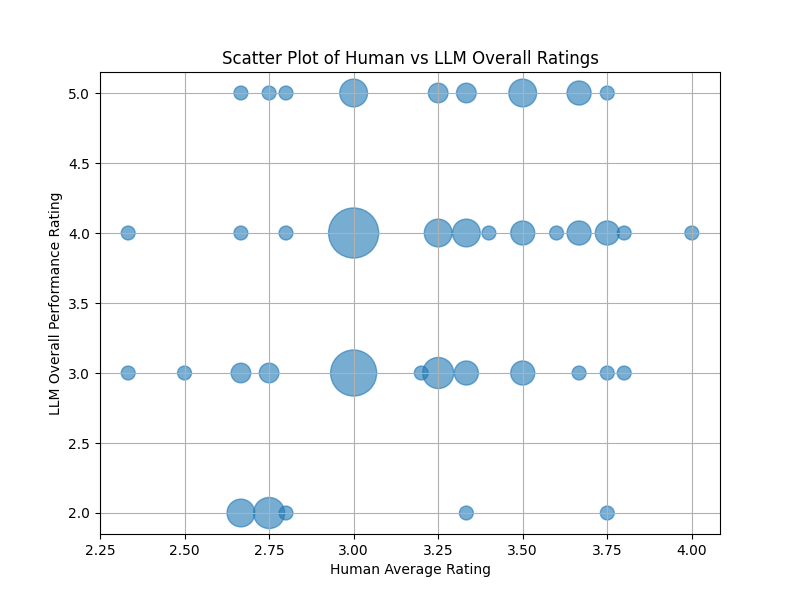 Scatter Plot of Human vs LLM Overall Ratings
LLM Overall Performance Rating
5.0
4.5
4.0
3.5
3.0
2.5
2.0
2.25 2.50 2.75 3.00 3.25 3.50 3.75 4.00
Human Average Rating